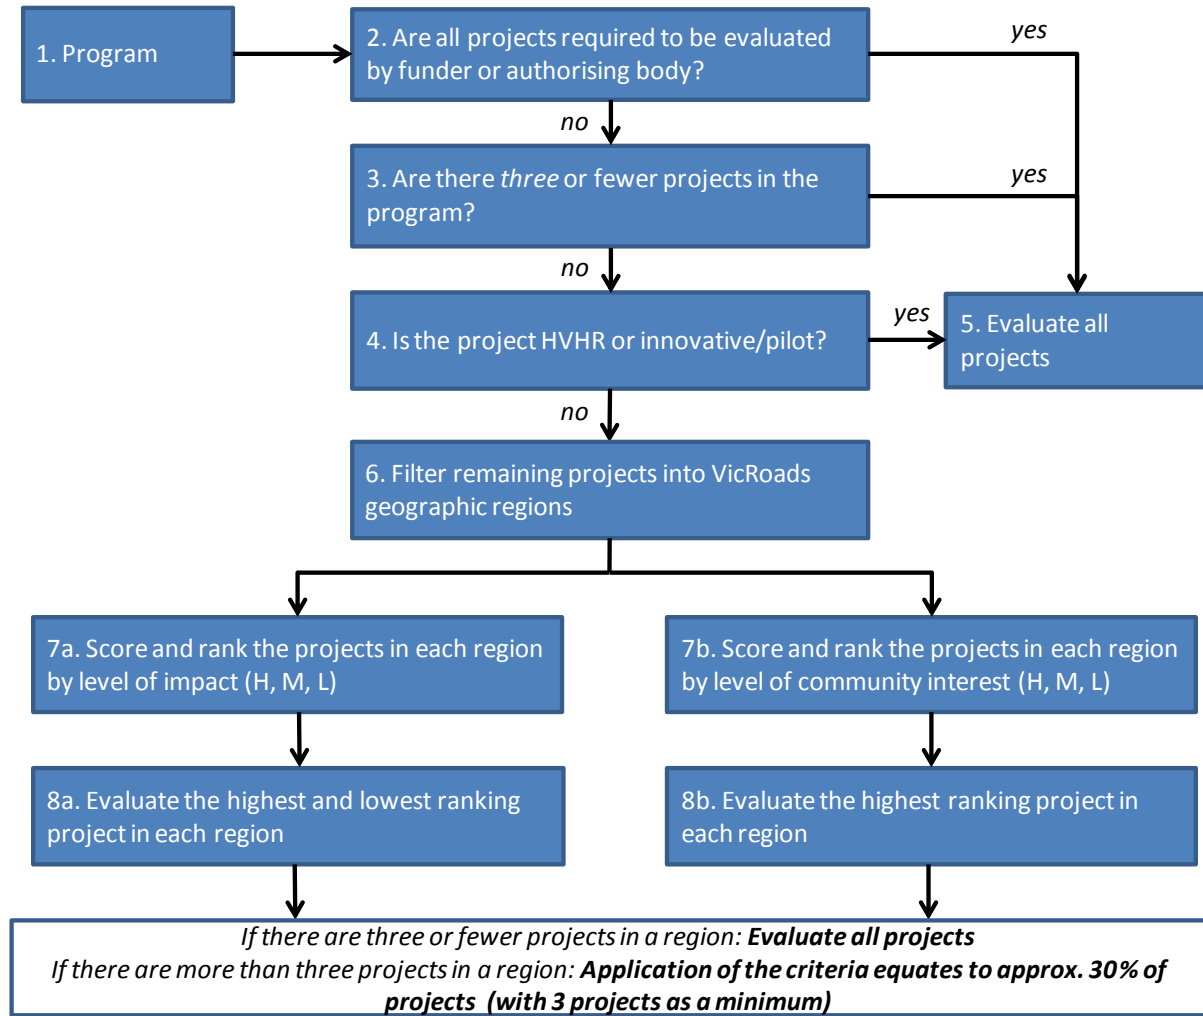 1. Program
2. Are all projects required to be evaluated
by funder or authorising body?
yes
no
3. Are there three or fewer projects in the
program?
yes
no
4. Is the project HVHR or innovative/pilot?
yes
5. Evaluate all
projects
no
6. Filter remaining projects into VicRoads
geographic regions
7a. Score and rank the projects in each region
by level of impact (H, M, L)
7b. Score and rank the projects in each region
by level of community interest (H, M, L)
8a. Evaluate the highest and lowest ranking
project in each region
8b. Evaluate the highest ranking project in
each region
If there are three or fewer projects in a region: Evaluate all projects
If there are more than three projects in a region: Application of the criteria equates to approx. 30% of
projects (with 3 projects as a minimum)